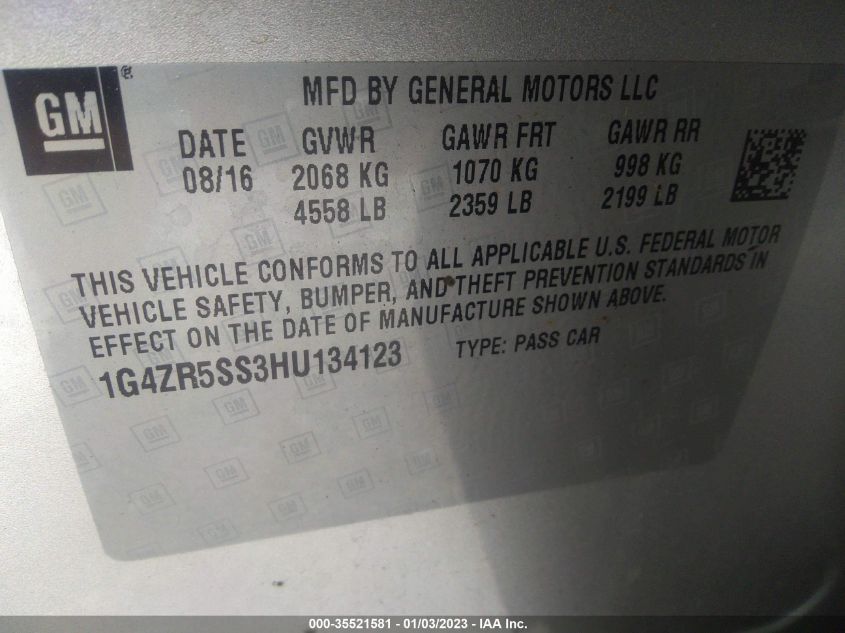 GM®
MFD BY GENERAL MOTORS LLC
DATE GVWR GAWR FRT GAWR RR
08/16 2068 KG 1070 KG 998 KG
4558 LB 2359 LB 2199 LB
THIS VEHICLE CONFORMS TO ALL APPLICABLE U.S. FEDERAL MOTOR
VEHICLE SAFETY, BUMPER, AND THEFT PREVENTION STANDARDS IN
EFFECT ON THE DATE OF MANUFACTURE SHOWN ABOVE.
1G4ZR5SS3HU134123 TYPE: PASS CAR
000-35521581 - 01/03/2023 - IAA Inc.